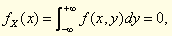 f_X(x) = ∫_{-∞}^{+∞} f(x, y)dy = 0,